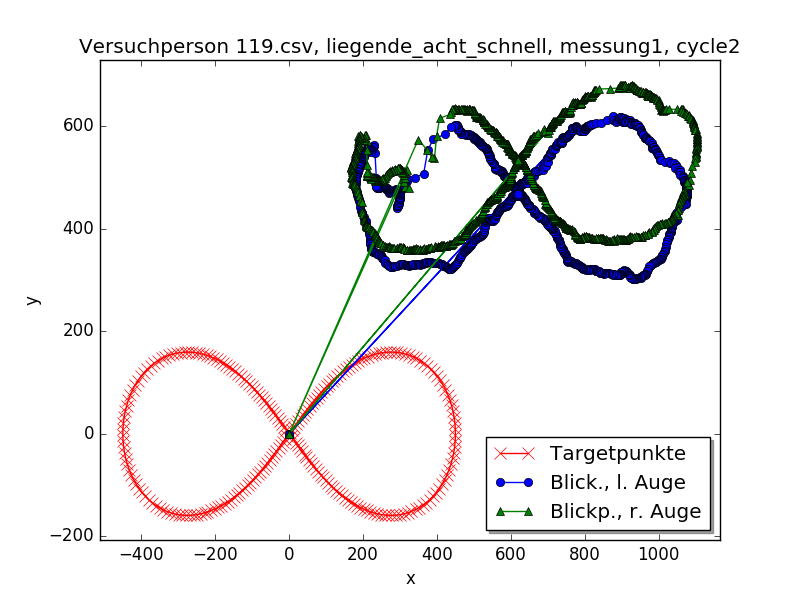 Versuchperson 119.csv, liegende_acht_schnell, messung1, cycle2
y
600
400
200
0
−200
−400
−200
0
200
400
600
800
1000
x
Targetpunkte
Blick., l. Auge
Blickp., r. Auge